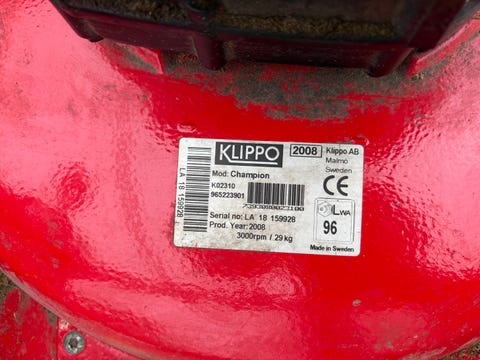 KLIPPO 2008 Klippo AB
Malmo
Sweden
Mod: Champion
K02310
965223901
LA 18 159928
Serial no: LA 18 159928
Prod. Year: 2008
3000rpm / 29 kg
CE
LWA
96
Made in Sweden